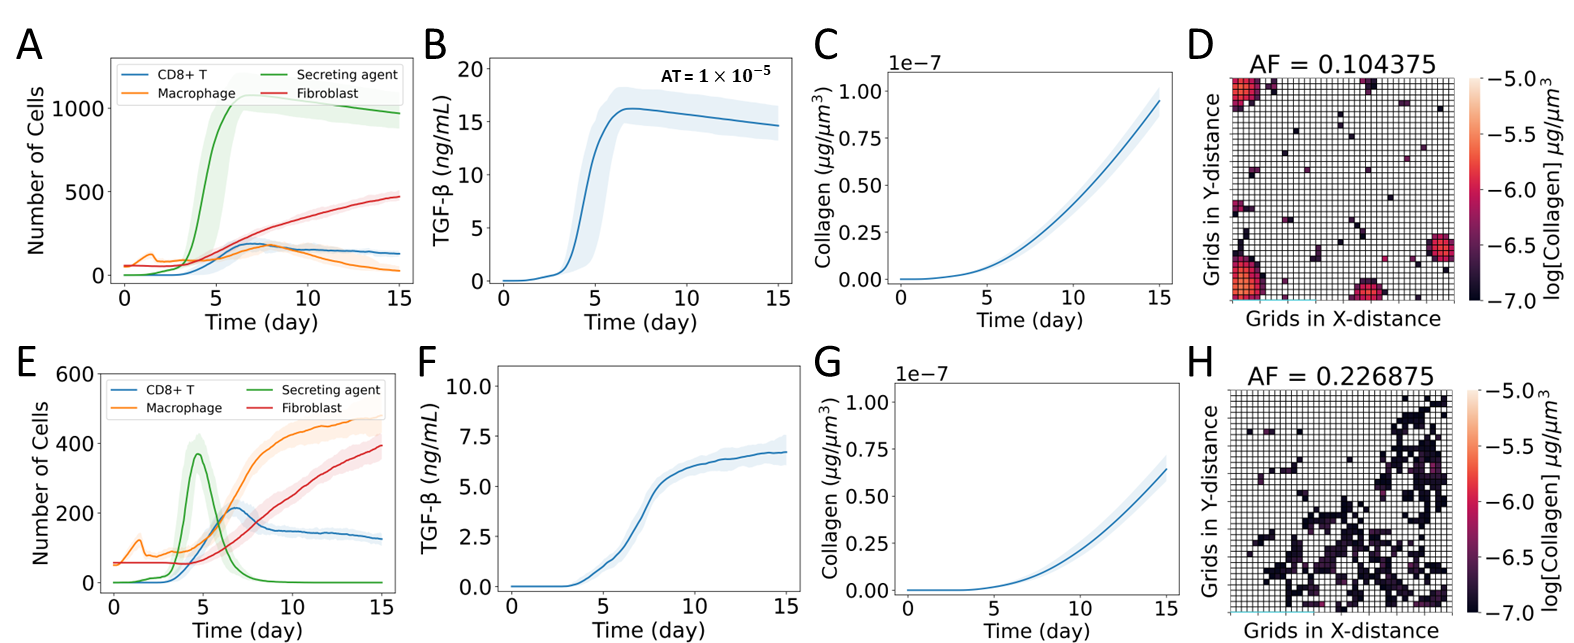 A
Number of Cells
1000
500
0
CD8+ T
Macrophage
Secreting agent
Fibroblast
0 5 10 15
Time (day)
B
TGF-β (ng/mL)
20
15
10
5
0
AT = 1 × 10⁻⁵
0 5 10 15
Time (day)
C
1e−7
Collagen (μg/μm³)
1.00
0.75
0.50
0.25
0.00
0 5 10 15
Time (day)
D
AF = 0.104375
Grids in Y-distance
Grids in X-distance
−5.0
−5.5
−6.0
−6.5
−7.0
log[Collagen] μg/μm³
E
Number of Cells
600
400
200
0
CD8+ T
Macrophage
Secreting agent
Fibroblast
0 5 10 15
Time (day)
F
TGF-β (ng/mL)
10.0
7.5
5.0
2.5
0.0
0 5 10 15
Time (day)
G
1e−7
Collagen (μg/μm³)
1.00
0.75
0.50
0.25
0.00
0 5 10 15
Time (day)
H
AF = 0.226875
Grids in Y-distance
Grids in X-distance
−5.0
−5.5
−6.0
−6.5
−7.0
log[Collagen] μg/μm³